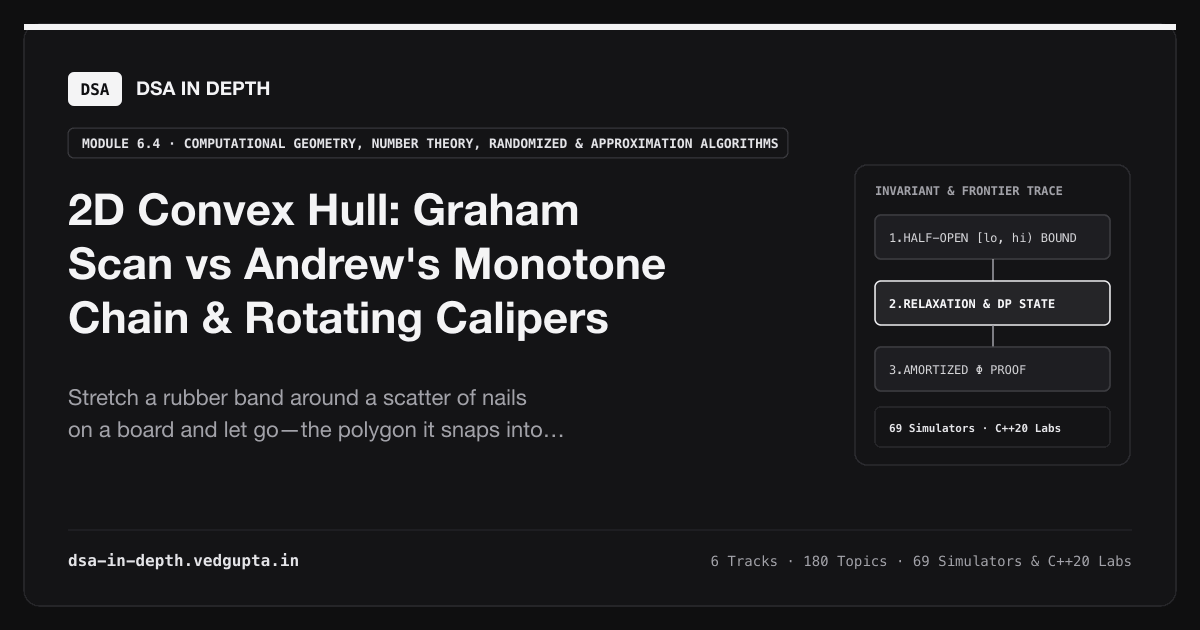 DSA DSA IN DEPTH
MODULE 6.4 · COMPUTATIONAL GEOMETRY, NUMBER THEORY, RANDOMIZED & APPROXIMATION ALGORITHMS
2D Convex Hull: Graham
Scan vs Andrew's Monotone
Chain & Rotating Calipers
Stretch a rubber band around a scatter of nails
on a board and let go—the polygon it snaps into…
INVARIANT & FRONTIER TRACE
1.HALF-OPEN [lo, hi) BOUND
2.RELAXATION & DP STATE
3.AMORTIZED Φ PROOF
69 Simulators · C++20 Labs
dsa-in-depth.vedgupta.in
6 Tracks · 180 Topics · 69 Simulators & C++20 Labs